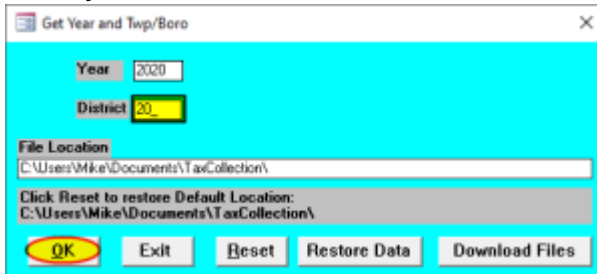 Get Year and Twp/Boro
Year 2020
District 20_
File Location
C:\Users\Mike\Documents\TaxCollection\
Click Reset to restore Default Location:
C:\Users\Mike\Documents\TaxCollection\
OK Exit Reset Restore Data Download Files